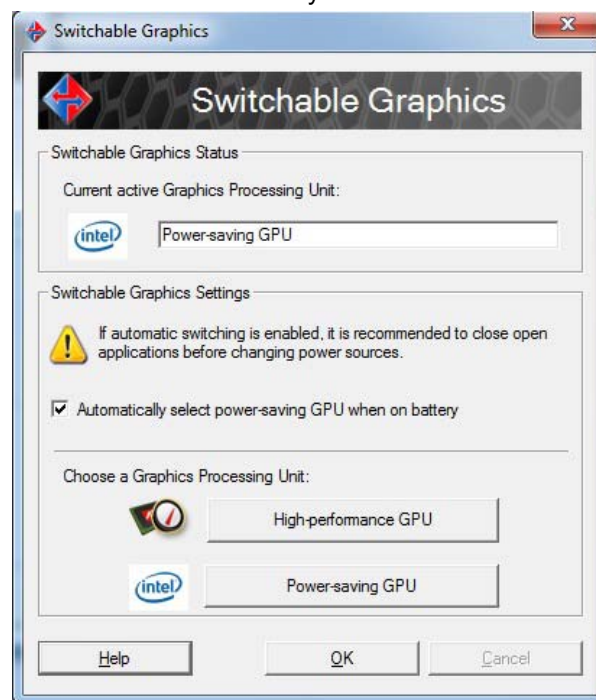 Switchable Graphics
Switchable Graphics
Switchable Graphics Status
Current active Graphics Processing Unit:
intel
Power-saving GPU
Switchable Graphics Settings
If automatic switching is enabled, it is recommended to close open
applications before changing power sources.
Automatically select power-saving GPU when on battery
Choose a Graphics Processing Unit:
High-performance GPU
intel
Power-saving GPU
Help
OK
Cancel